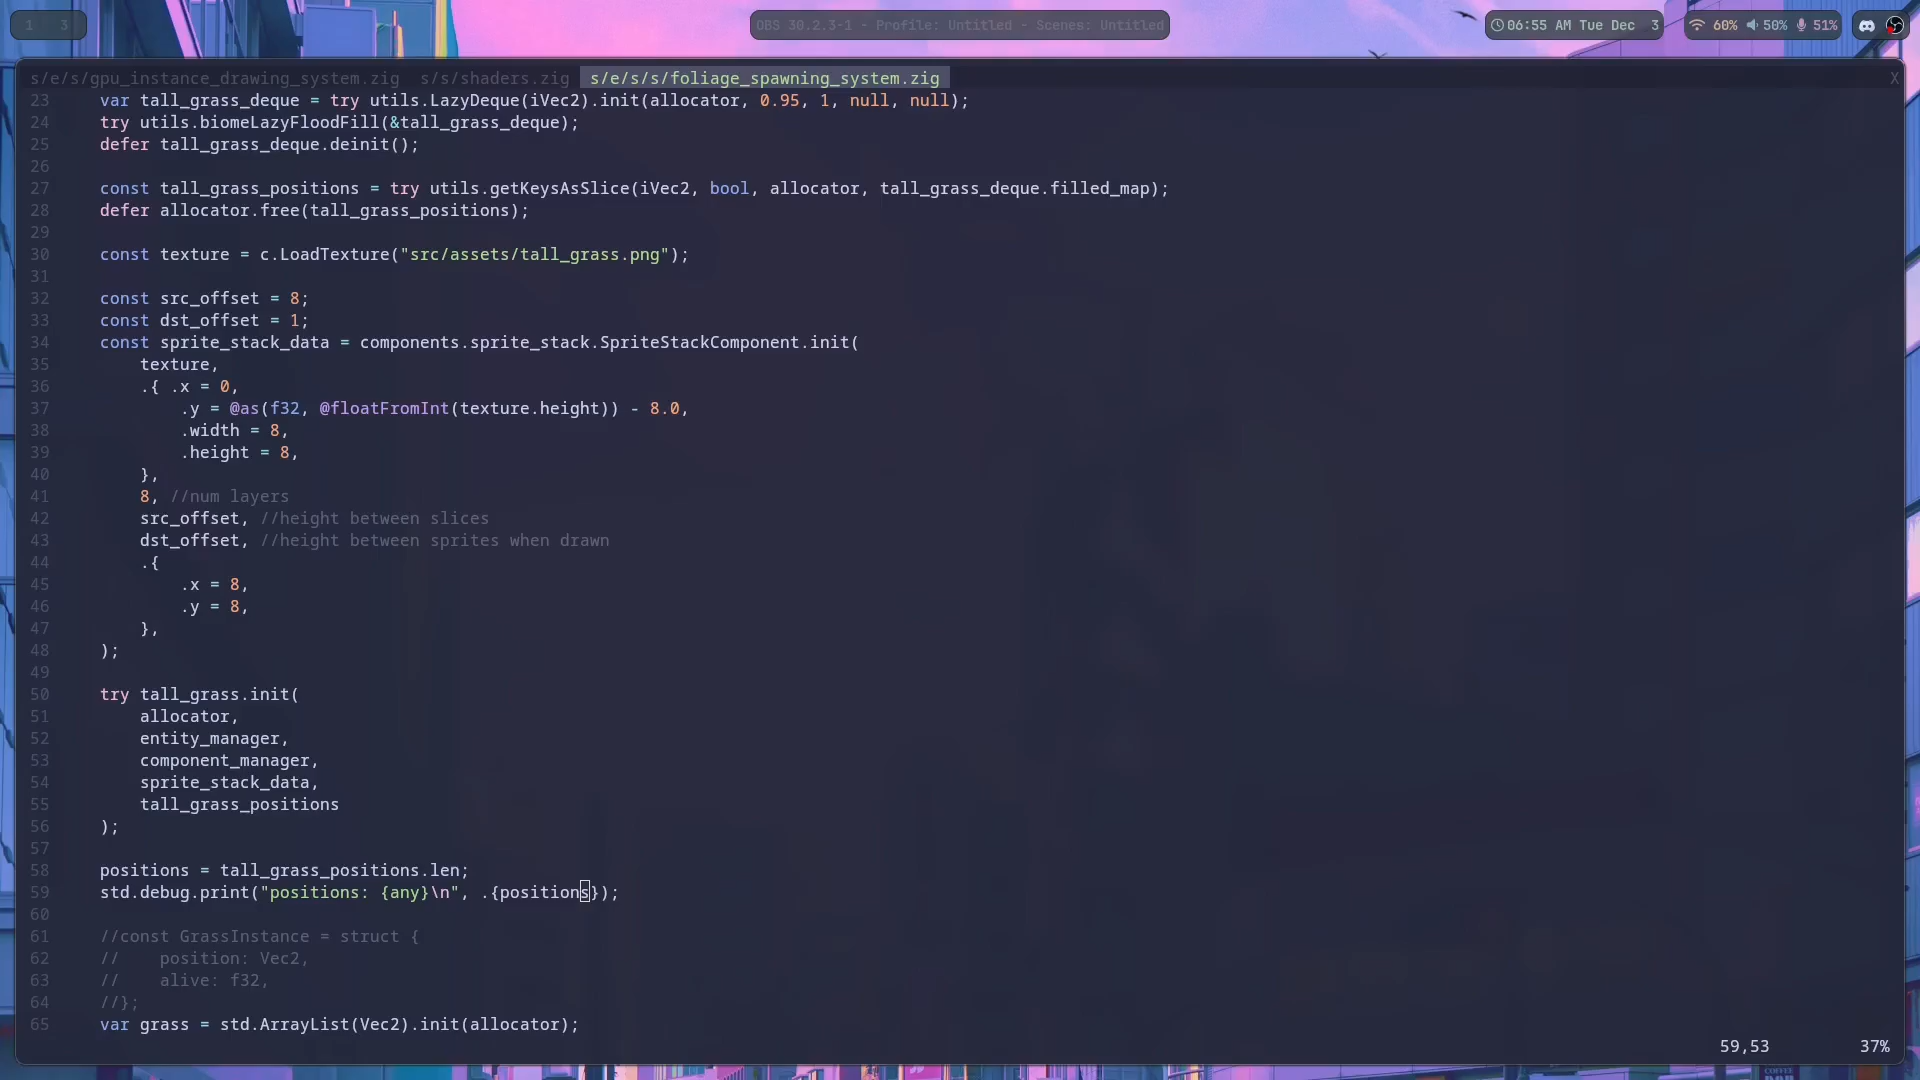 1 3
OBS 30.2.3-1 - Profile: Untitled - Scenes: Untitled
06:55 AM Tue Dec 3
60% 50% 51%
s/e/s/gpu_instance_drawing_system.zig s/s/shaders.zig s/e/s/s/foliage_spawning_system.zig X
23 var tall_grass_deque = try utils.LazyDeque(iVec2).init(allocator, 0.95, 1, null, null);
24 try utils.biomeLazyFloodFill(&tall_grass_deque);
25 defer tall_grass_deque.deinit();
26
27 const tall_grass_positions = try utils.getKeysAsSlice(iVec2, bool, allocator, tall_grass_deque.filled_map);
28 defer allocator.free(tall_grass_positions);
29
30 const texture = c.LoadTexture("src/assets/tall_grass.png");
31
32 const src_offset = 8;
33 const dst_offset = 1;
34 const sprite_stack_data = components.sprite_stack.SpriteStackComponent.init(
35 texture,
36 .{ .x = 0,
37 .y = @as(f32, @floatFromInt(texture.height)) - 8.0,
38 .width = 8,
39 .height = 8,
40 },
41 8, //num layers
42 src_offset, //height between slices
43 dst_offset, //height between sprites when drawn
44 .{
45 .x = 8,
46 .y = 8,
47 },
48 );
49
50 try tall_grass.init(
51 allocator,
52 entity_manager,
53 component_manager,
54 sprite_stack_data,
55 tall_grass_positions
56 );
57
58 positions = tall_grass_positions.len;
59 std.debug.print("positions: {any}\n", .{positions});
60
61 //const GrassInstance = struct {
62 // position: Vec2,
63 // alive: f32,
64 //};
65 var grass = std.ArrayList(Vec2).init(allocator);
59,53 37%